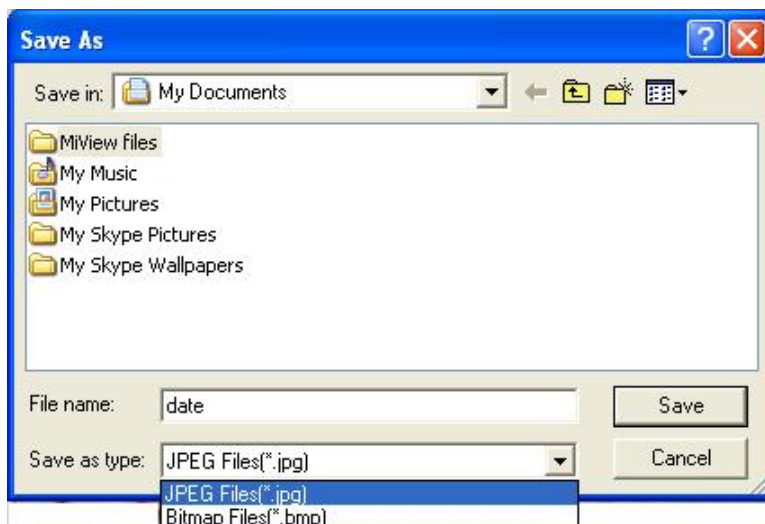 Save As
Save in: My Documents
MiView files
My Music
My Pictures
My Skype Pictures
My Skype Wallpapers
File name: date
Save
Save as type: JPEG Files(*.jpg)
Cancel
JPEG Files(*.jpg)
Bitmap Files(*.bmp)